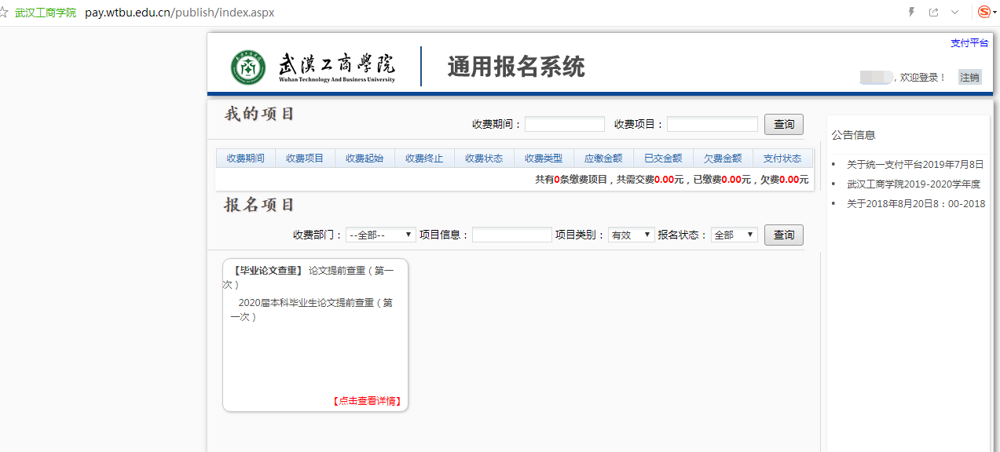 武汉工商学院 pay.wtbu.edu.cn/publish/index.aspx
支付平台
武漢工商學院
Wuhan Technology And Business University
通用报名系统
，欢迎登录！ 注销
我的项目
收费期间： 收费项目： 查询
收费期间 收费项目 收费起始 收费终止 收费状态 收费类型 应缴金额 已交金额 欠费金额 支付状态
共有0条缴费项目，共需交费0.00元，已缴费0.00元，欠费0.00元
报名项目
收费部门： --全部-- 项目信息： 项目类别： 有效 报名状态： 全部 查询
【毕业论文查重】 论文提前查重（第一
次）
2020届本科毕业生论文提前查重（第
一次）
【点击查看详情】
公告信息
• 关于统一支付平台2019年7月8日
• 武汉工商学院2019-2020学年度
• 关于2018年8月20日8：00-2018